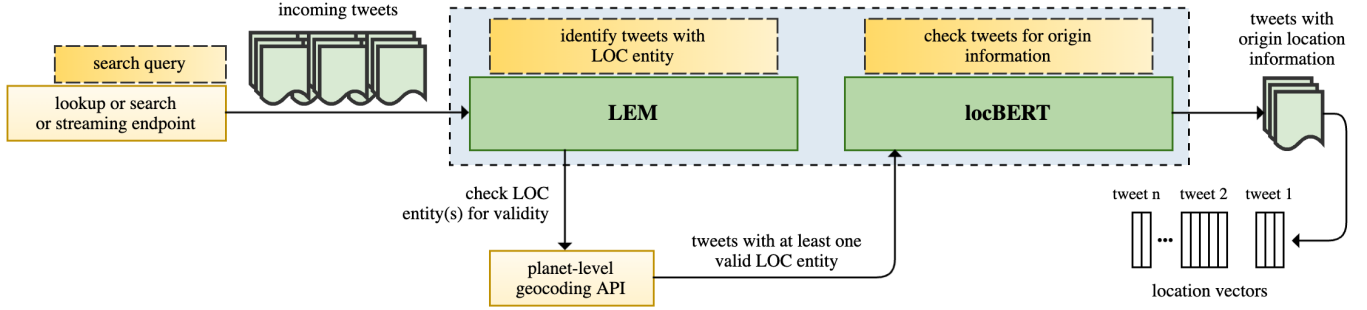 incoming tweets
search query
lookup or search
or streaming endpoint
identify tweets with
LOC entity
LEM
check tweets for origin
information
locBERT
tweets with
origin location
information
check LOC
entity(s) for validity
planet-level
geocoding API
tweets with at least one
valid LOC entity
tweet n
tweet 2
tweet 1
...
location vectors